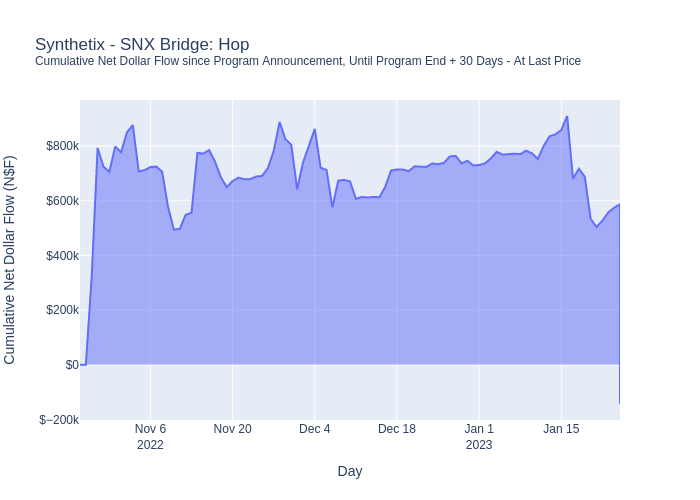 Synthetix - SNX Bridge: Hop
Cumulative Net Dollar Flow since Program Announcement, Until Program End + 30 Days - At Last Price
Cumulative Net Dollar Flow (N$F)
$800k
$600k
$400k
$200k
$0
$−200k
Nov 6
2022
Nov 20
Dec 4
Dec 18
Jan 1
2023
Jan 15
Day